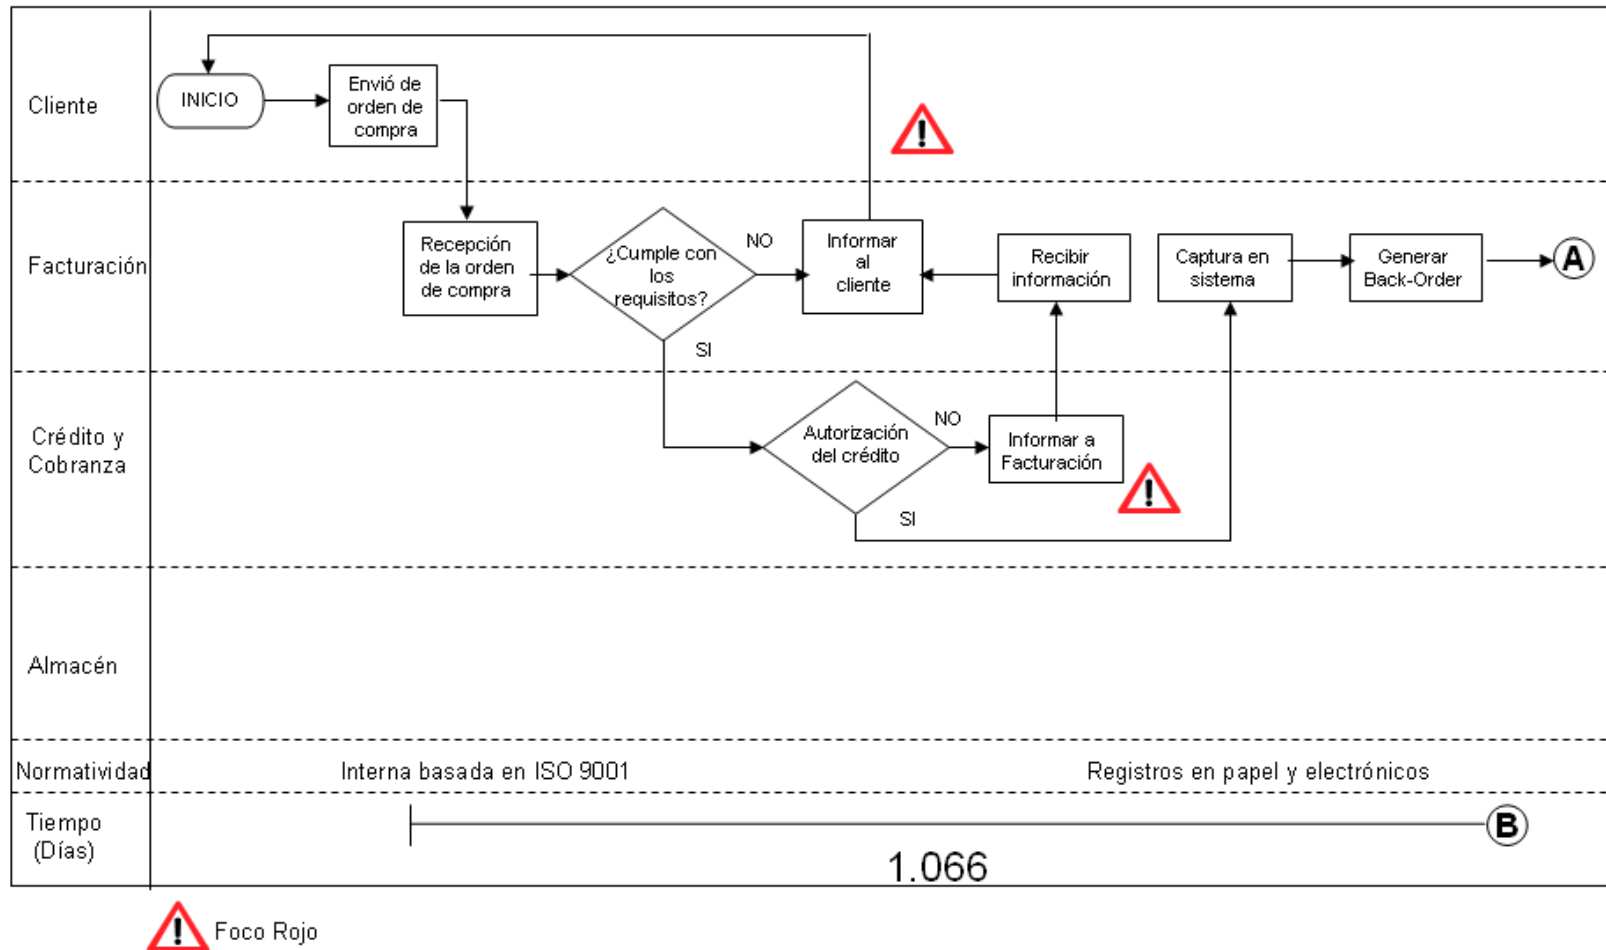 Cliente
INICIO
Envió de
orden de
compra
Facturación
Recepción
de la orden
de compra
¿Cumple con
los
requisitos?
NO
SI
Informar
al
cliente
Recibir
información
Captura en
sistema
Generar
Back-Order
A
Crédito y
Cobranza
Autorización
del crédito
NO
SI
Informar a
Facturación
Almacén
Normatividad
Interna basada en ISO 9001
Registros en papel y electrónicos
Tiempo
(Días)
B
1.066
Foco Rojo